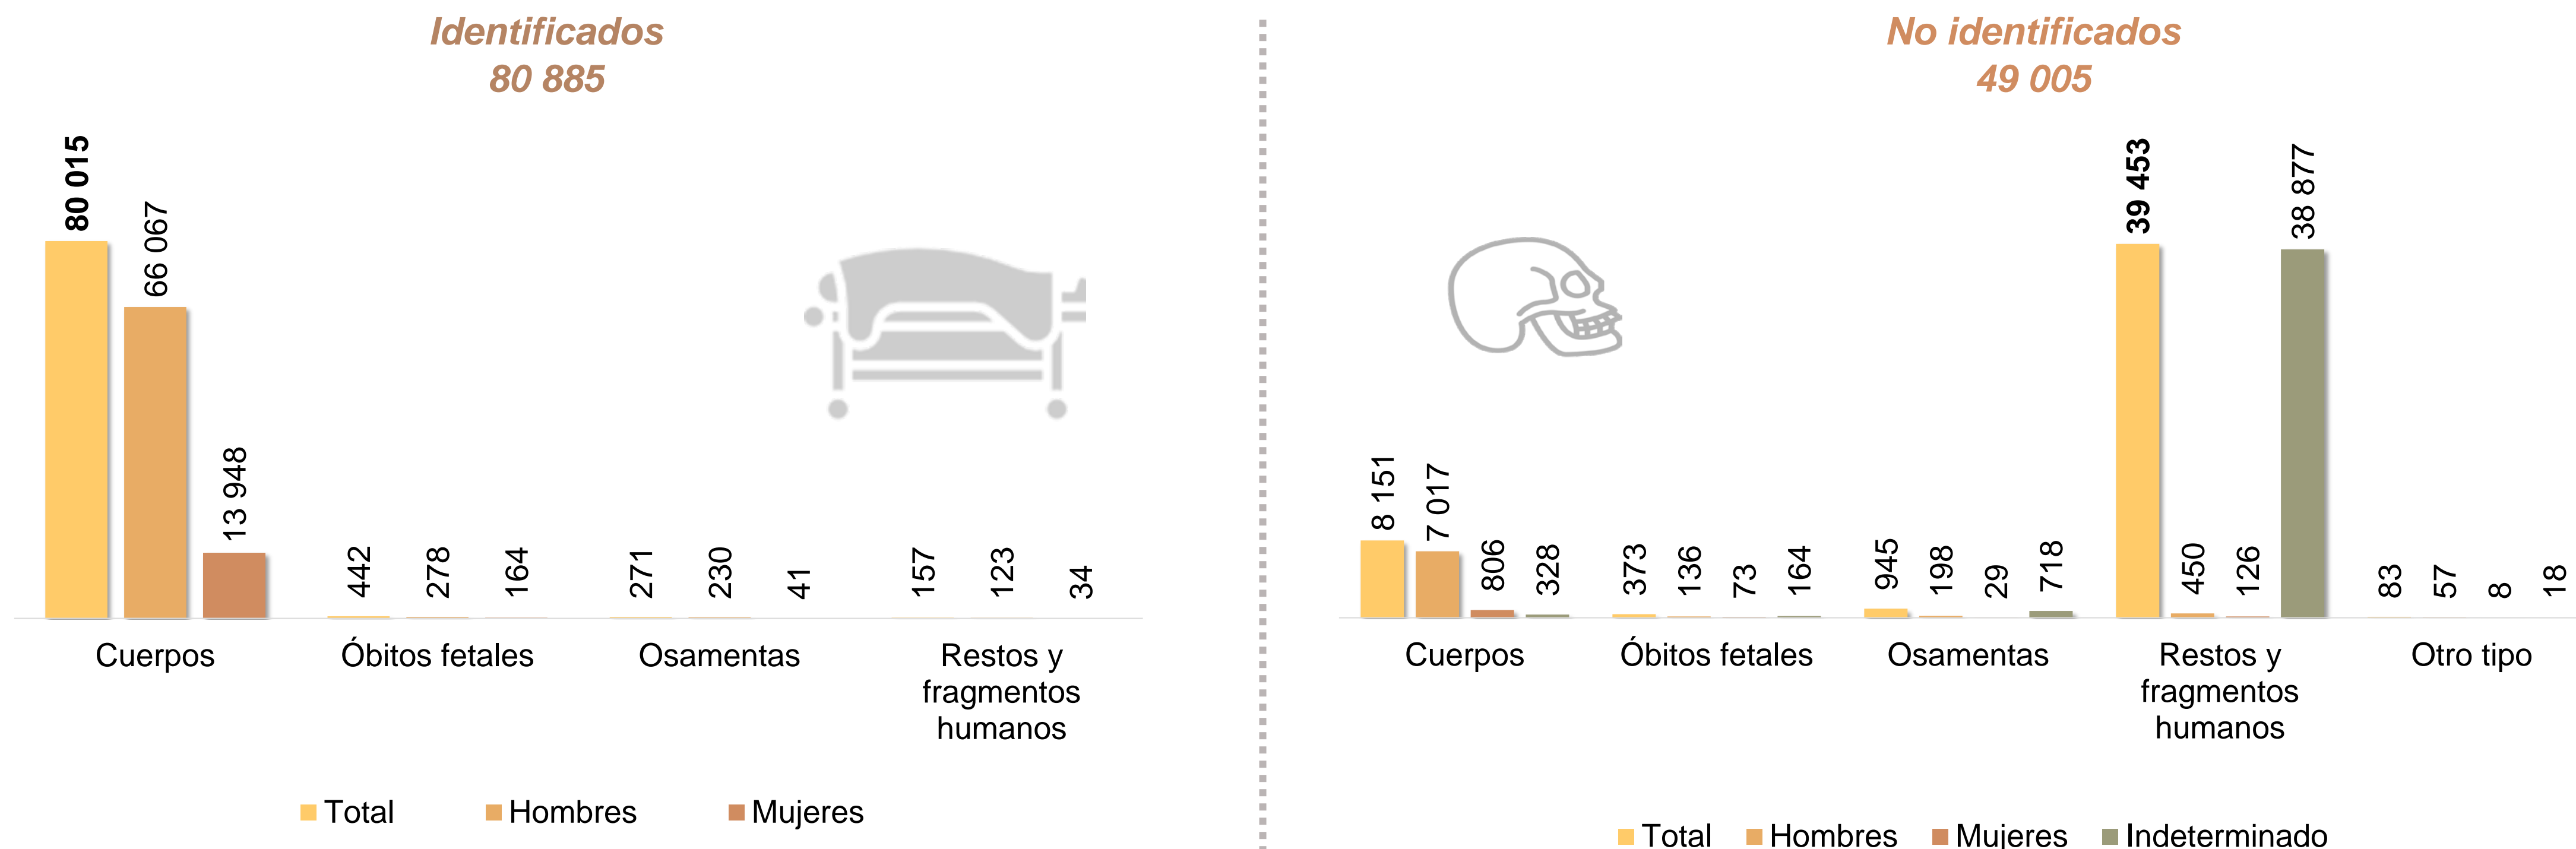 Identificados
80 885
80 015
66 067
13 948
442
278
164
271
230
41
157
123
34
Cuerpos
Óbitos fetales
Osamentas
Restos y
fragmentos
humanos
Total
Hombres
Mujeres
No identificados
49 005
8 151
7 017
806
328
373
136
73
164
945
198
29
718
39 453
450
126
38 877
83
57
8
18
Cuerpos
Óbitos fetales
Osamentas
Restos y
fragmentos
humanos
Otro tipo
Total
Hombres
Mujeres
Indeterminado